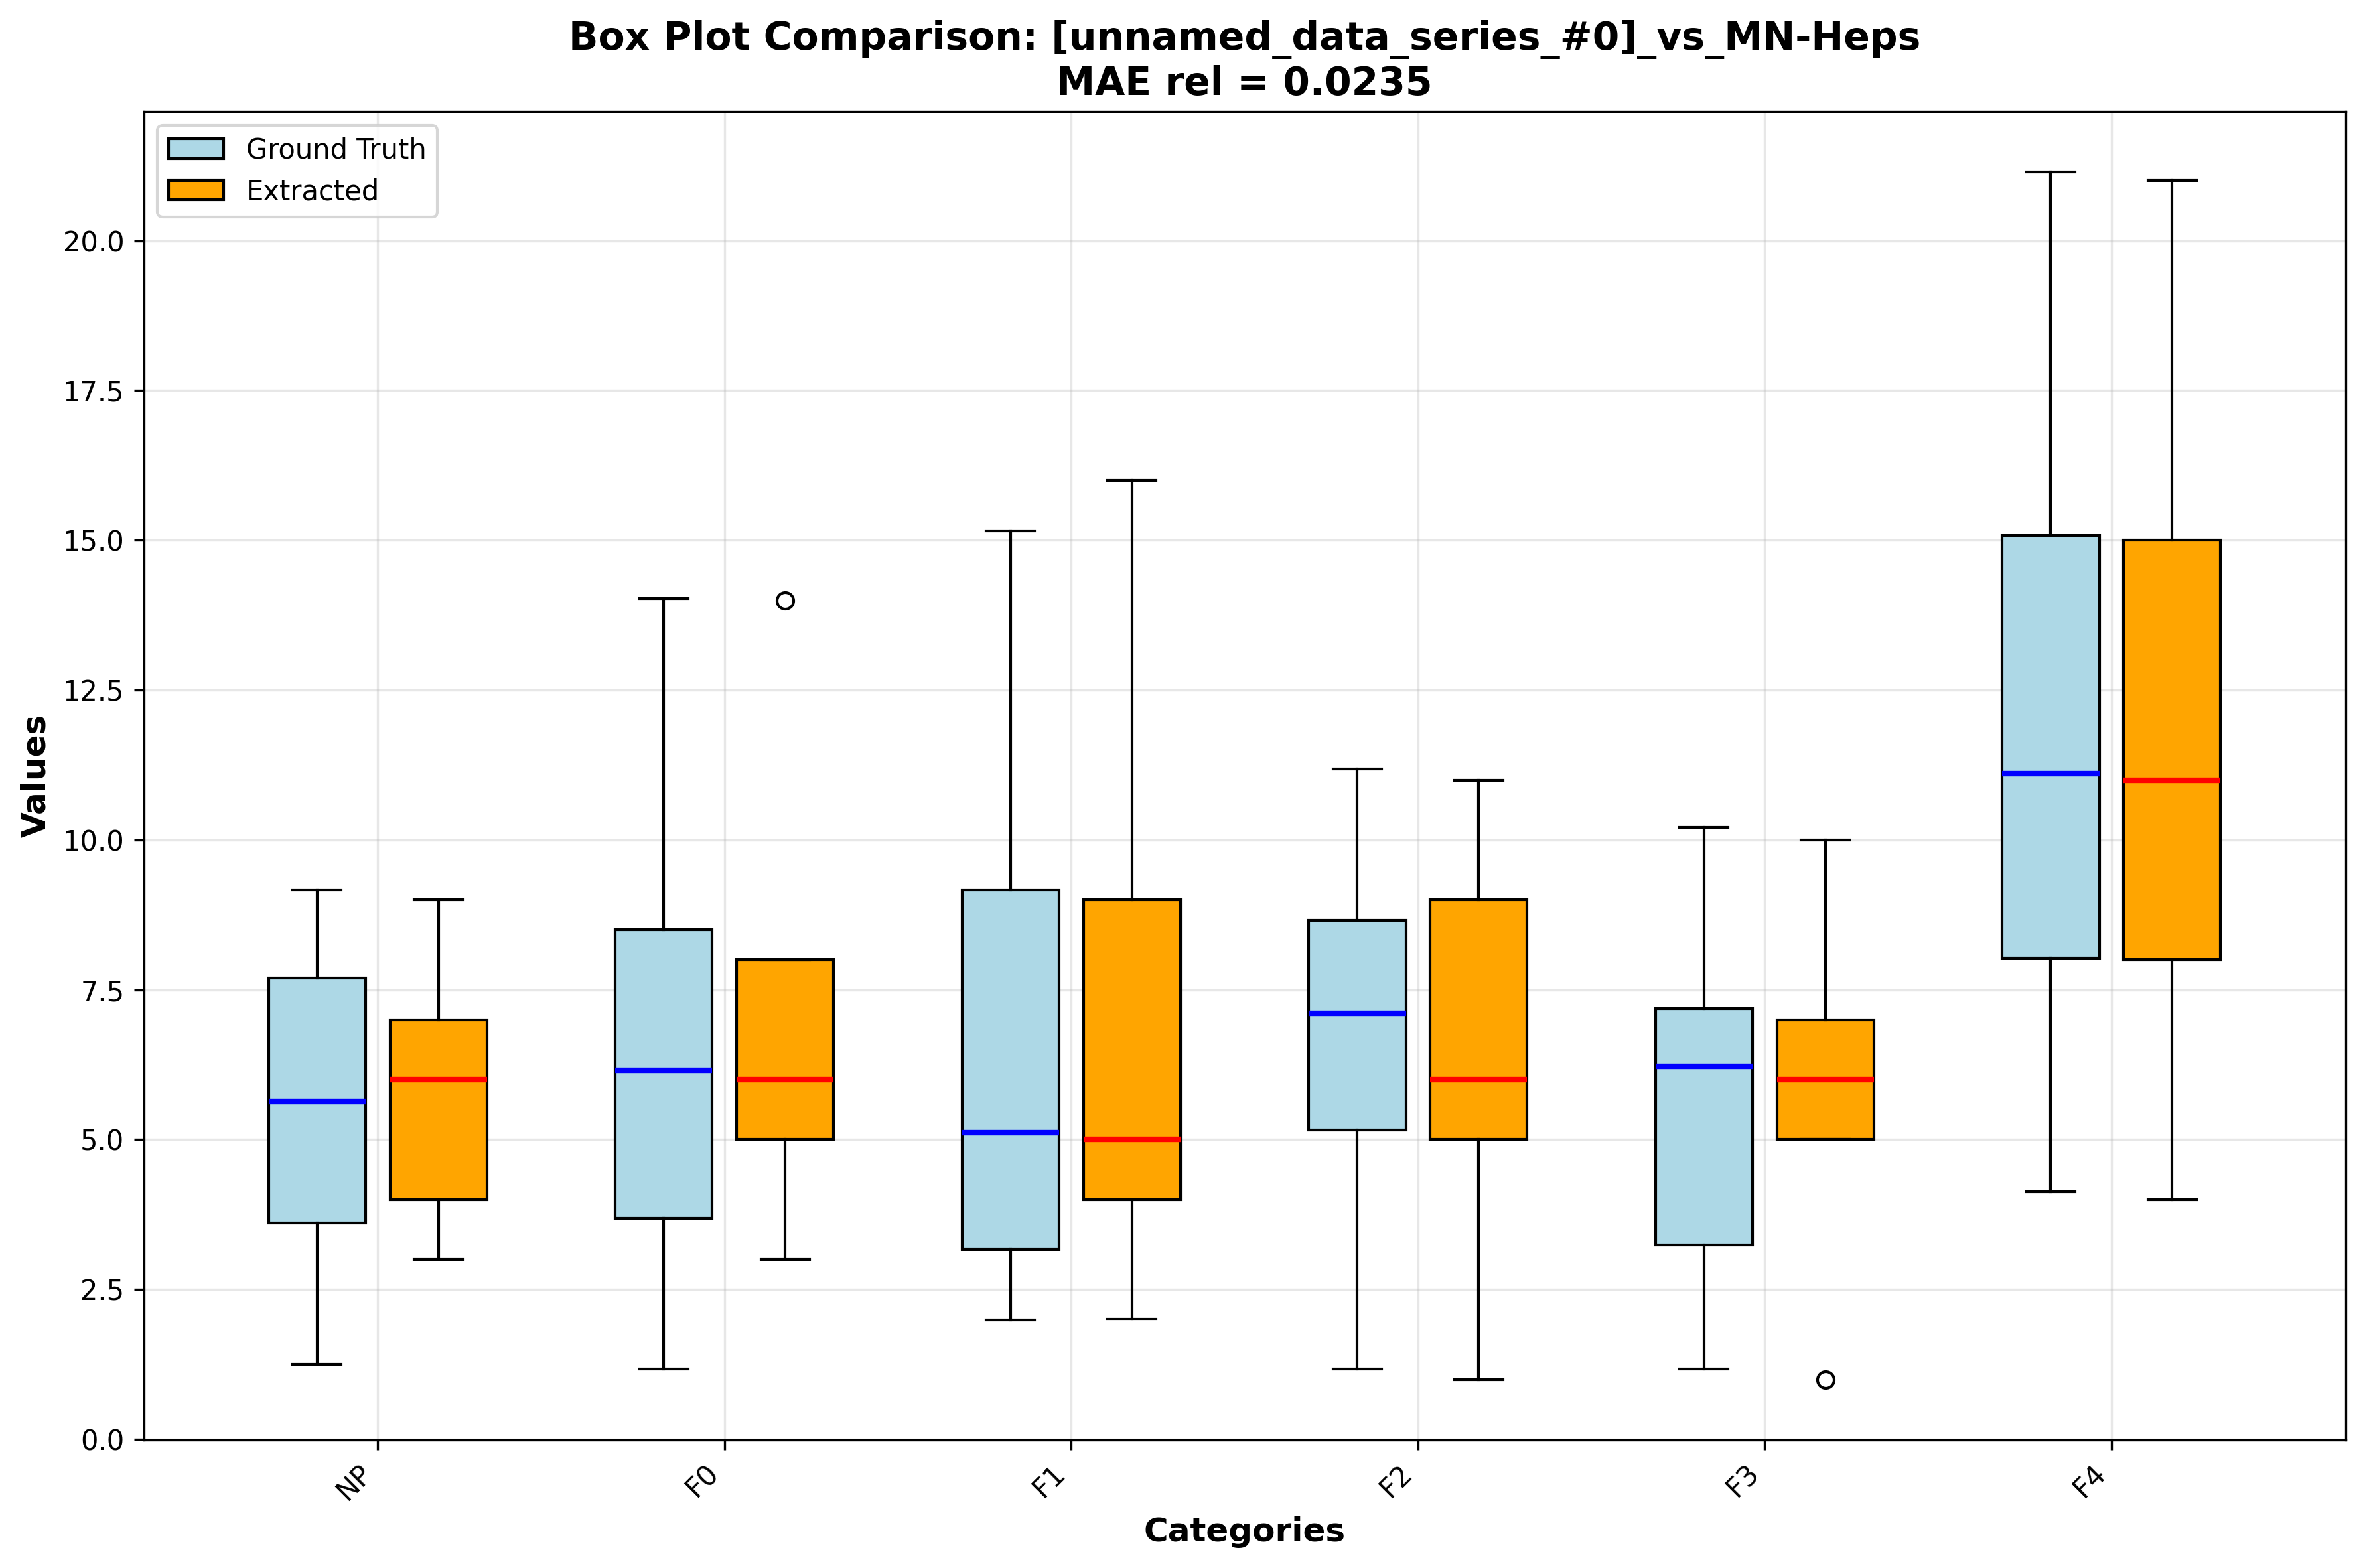 Box Plot Comparison: [unnamed_data_series_#0]_vs_MN-Heps
MAE rel = 0.0235
Ground Truth
Extracted
Values
20.0
17.5
15.0
12.5
10.0
7.5
5.0
2.5
0.0
NP
F0
F1
F2
F3
F4
Categories